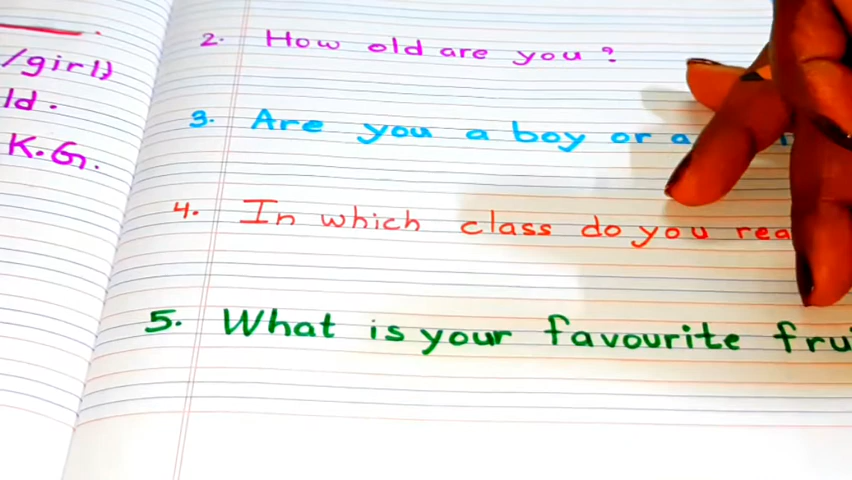 /girl}
ld.
K.G.
2. How old are you?
3. Are you a boy or a
4. In which class do you rea
5. What is your favourite frui